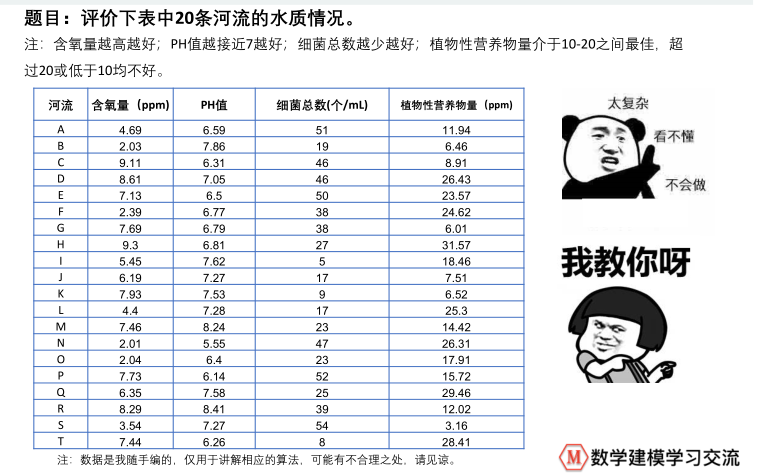 题目：评价下表中20条河流的水质情况。
注：含氧量越高越好；PH值越接近7越好；细菌总数越少越好；植物性营养物量介于10-20之间最佳，超
过20或低于10均不好。
河流 含氧量（ppm） PH值 细菌总数(个/mL) 植物性营养物量（ppm）
A 4.69 6.59 51 11.94
B 2.03 7.86 19 6.46
C 9.11 6.31 46 8.91
D 8.61 7.05 46 26.43
E 7.13 6.5 50 23.57
F 2.39 6.77 38 24.62
G 7.69 6.79 38 6.01
H 9.3 6.81 27 31.57
I 5.45 7.62 5 18.46
J 6.19 7.27 17 7.51
K 7.93 7.53 9 6.52
L 4.4 7.28 17 25.3
M 7.46 8.24 23 14.42
N 2.01 5.55 47 26.31
O 2.04 6.4 23 17.91
P 7.73 6.14 52 15.72
Q 6.35 7.58 25 29.46
R 8.29 8.41 39 12.02
S 3.54 7.27 54 3.16
T 7.44 6.26 8 28.41
注：数据是我随手编的，仅用于讲解相应的算法，可能有不合理之处，请见谅。
太复杂
看不懂
不会做
我教你呀
M 数学建模学习交流